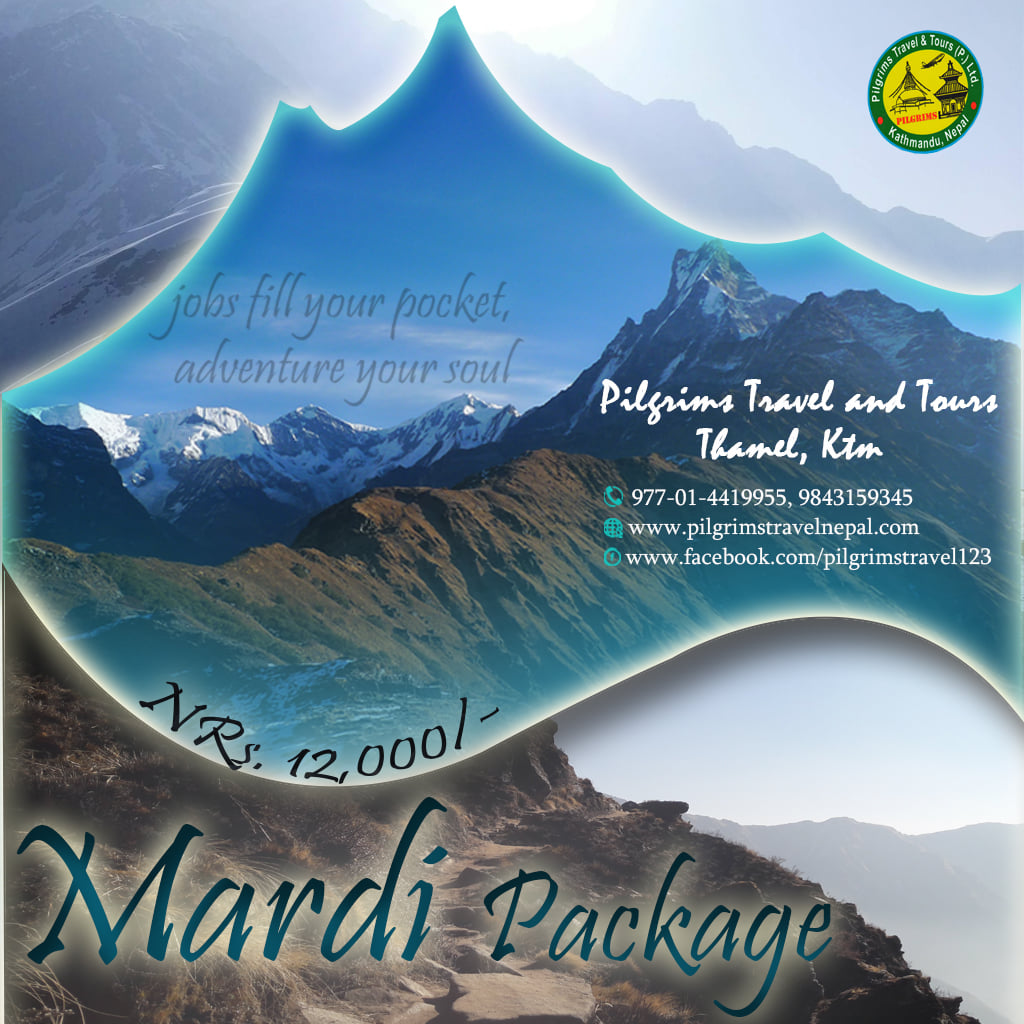 Pilgrims Travel & Tours (P.) Ltd.
PILGRIMS
Kathmandu, Nepal
jobs fill your pocket,
adventure your soul
Pilgrims Travel and Tours
Thamel, Ktm
977-01-4419955, 9843159345
www.pilgrimstravelnepal.com
www.facebook.com/pilgrimstravel123
NRs. 12,000/-
Mardi Package